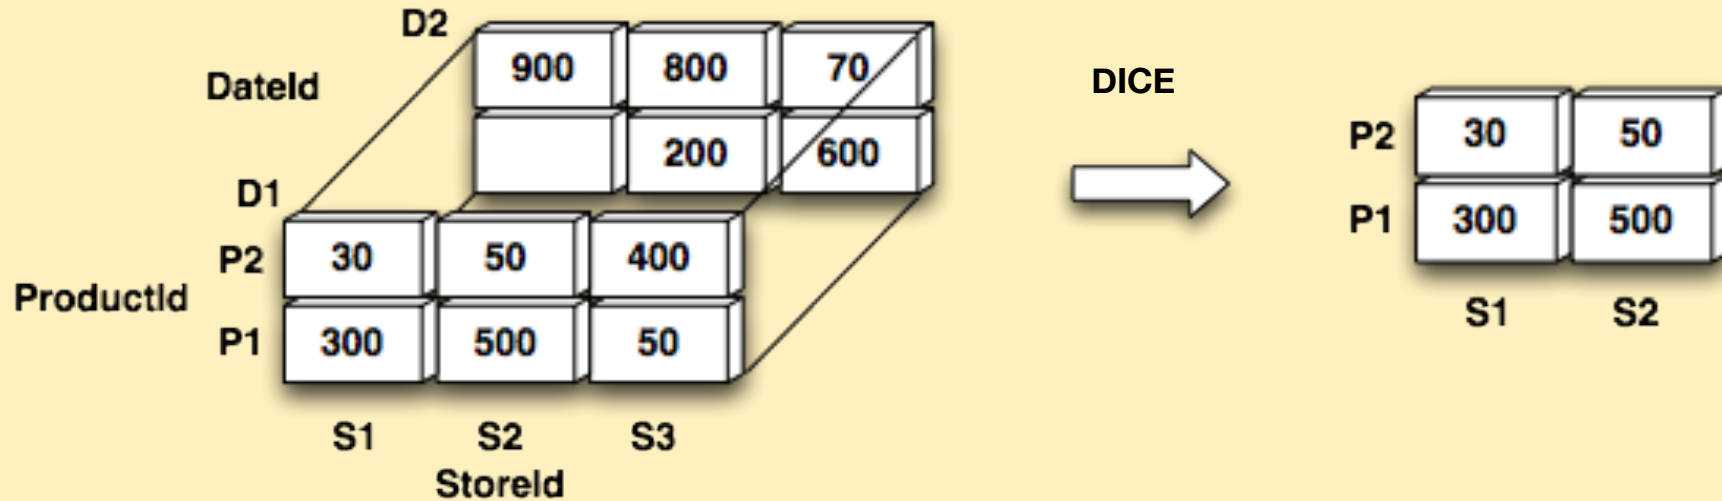 D2
DateId
900 800 70
200 600
DICE
D1
P2 30 50 400
ProductId
P1 300 500 50
S1 S2 S3
StoreId
P2 30 50
P1 300 500
S1 S2